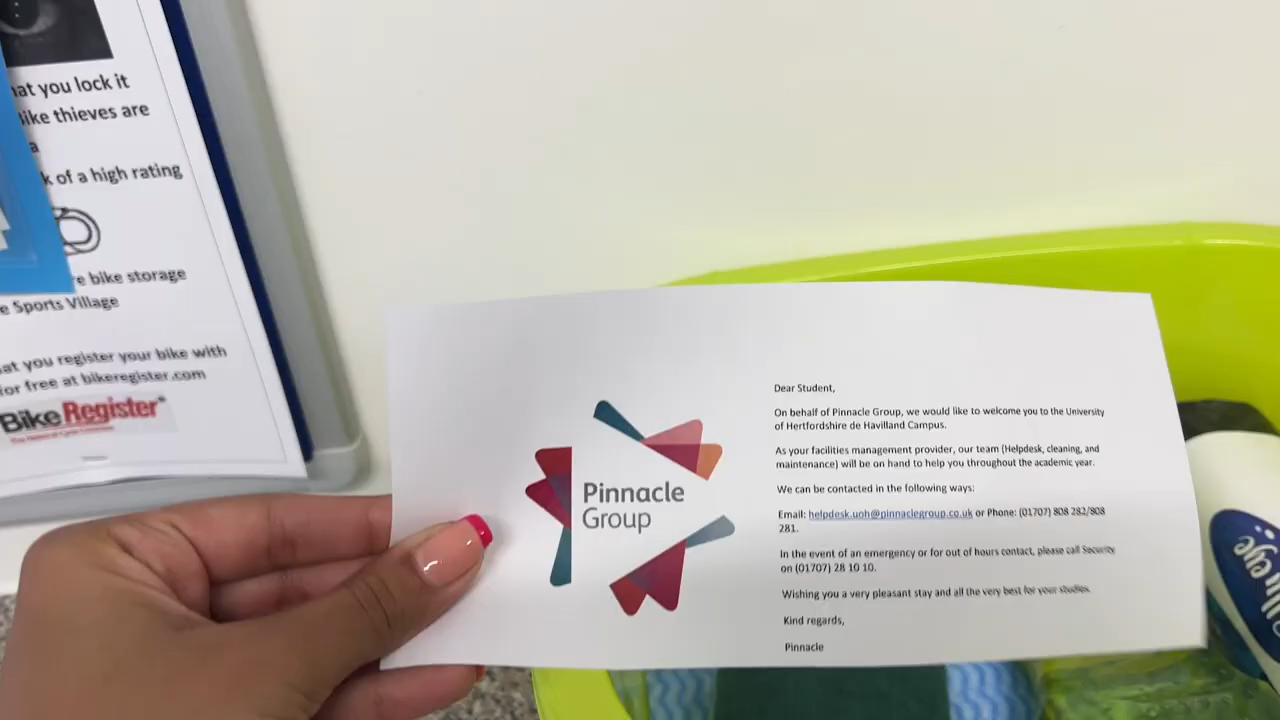 hat you lock it
Bike thieves are
a
k of a high rating
e bike storage
e Sports Village
at you register your bike with
for free at bikeregister.com
BikeRegister
Pinnacle
Group
Dear Student,
On behalf of Pinnacle Group, we would like to welcome you to the University
of Hertfordshire de Havilland Campus.
As your facilities management provider, our team (Helpdesk, cleaning, and
maintenance) will be on hand to help you throughout the academic year.
We can be contacted in the following ways:
Email: helpdesk.uoh@pinnaclegroup.co.uk or Phone: (01707) 808 282/808
281.
In the event of an emergency or for out of hours contact, please call Security
on (01707) 28 10 10.
Wishing you a very pleasant stay and all the very best for your studies.
Kind regards,
Pinnacle